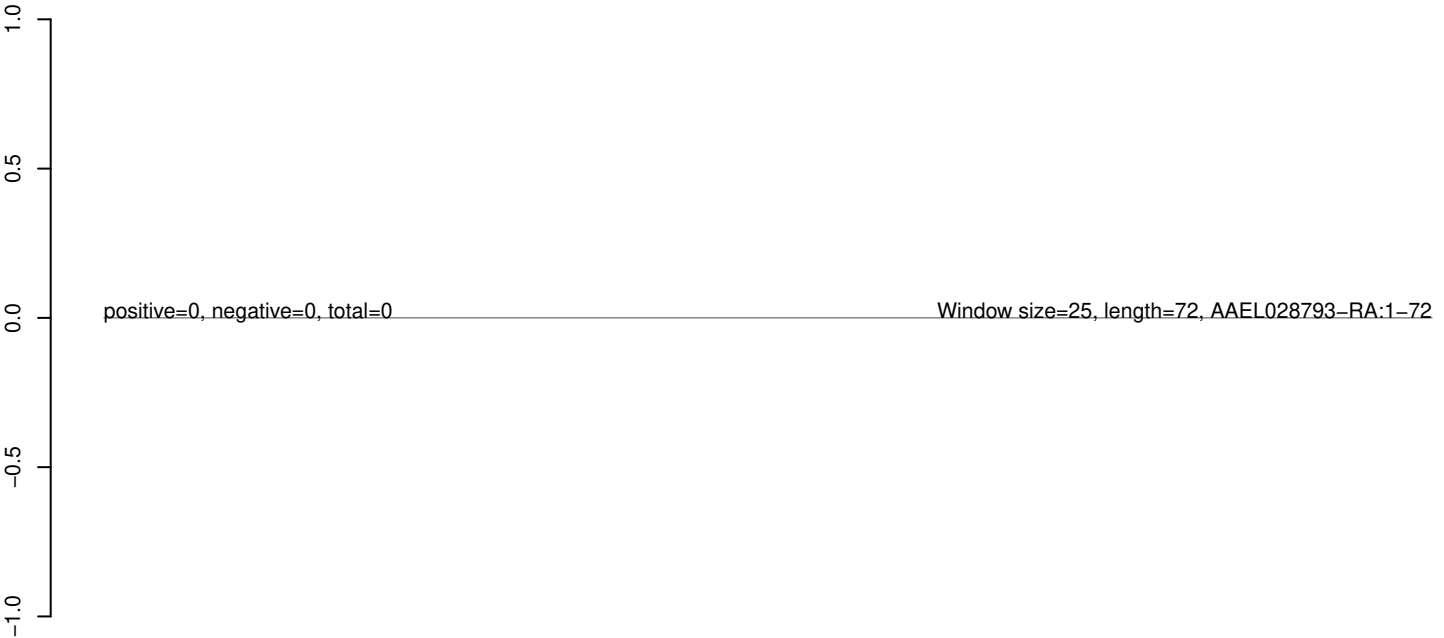 1.0
0.5
0.0
−0.5
−1.0
positive=0, negative=0, total=0
Window size=25, length=72, AAEL028793−RA:1−72